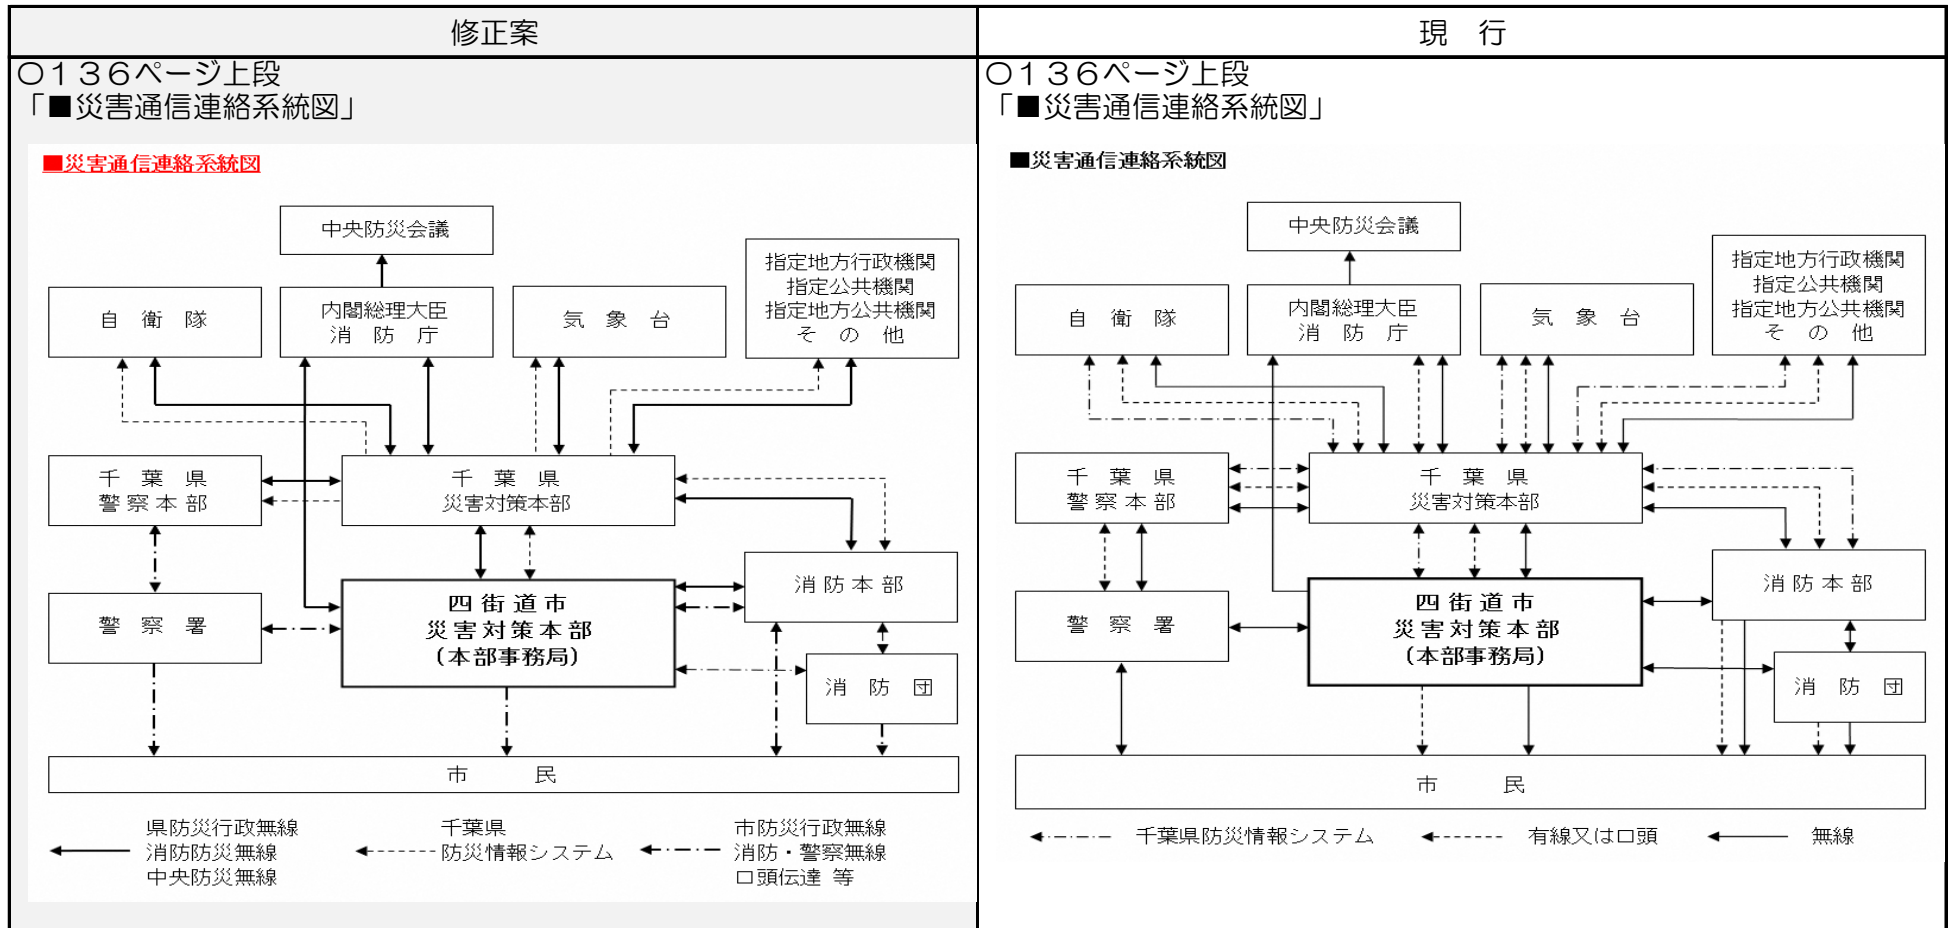 修正案
〇136ページ上段
「■災害通信連絡系統図」
■災害通信連絡系統図
中央防災会議
指定地方行政機関
指定公共機関
指定地方公共機関
そ の 他
自 衛 隊
内閣総理大臣
消 防 庁
気 象 台
千 葉 県
警 察 本 部
千 葉 県
災害対策本部
消 防 本 部
警 察 署
四 街 道 市
災 害 対 策 本 部
(本 部 事 務 局)
消 防 団
市 民
県防災行政無線
消防防災無線
中央防災無線
千葉県
防災情報システム
市防災行政無線
消防・警察無線
口頭伝達 等
現 行
〇136ページ上段
「■災害通信連絡系統図」
■災害通信連絡系統図
中央防災会議
指定地方行政機関
指定公共機関
指定地方公共機関
そ の 他
自 衛 隊
内閣総理大臣
消 防 庁
気 象 台
千 葉 県
警 察 本 部
千 葉 県
災害対策本部
消 防 本 部
警 察 署
四 街 道 市
災 害 対 策 本 部
(本 部 事 務 局)
消 防 団
市 民
千葉県防災情報システム
有線又は口頭
無線